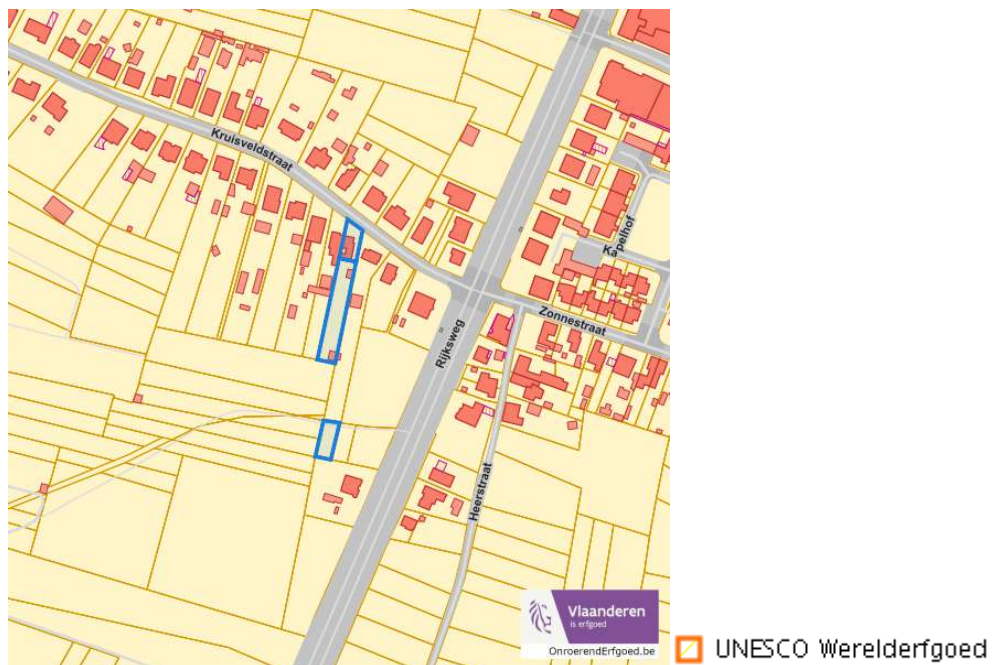 Kruisveldstraat
Kapelhof
Zonnestraat
Rijksweg
Heerstraat
Vlaanderen
is erfgoed
OnroerendErfgoed.be
UNESCO Werelderfgoed